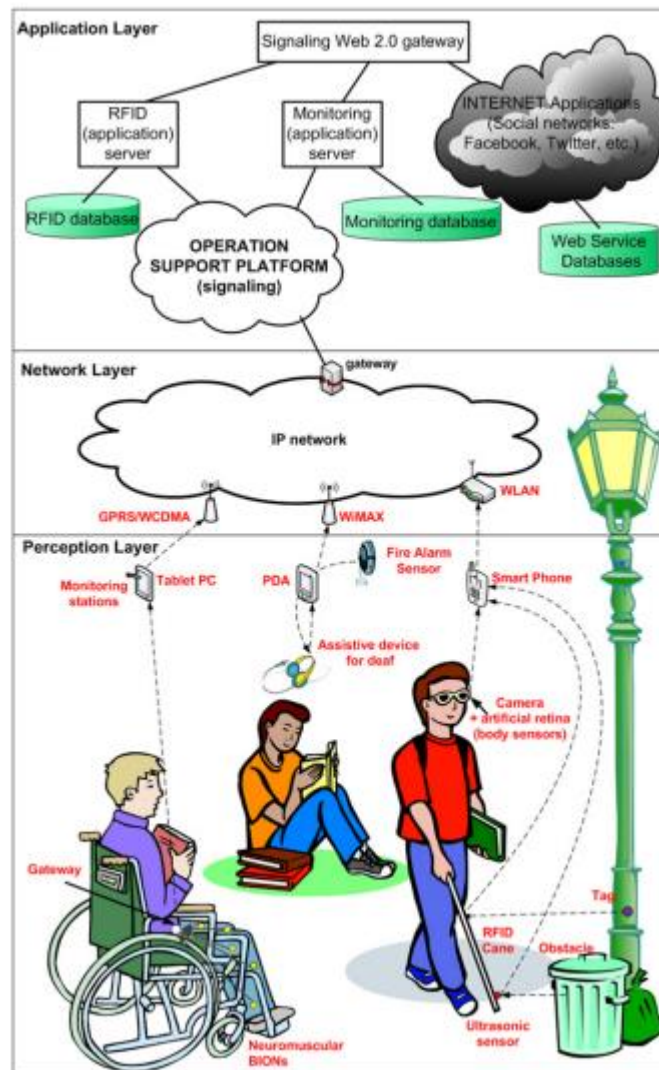 Application Layer
Signaling Web 2.0 gateway
RFID
(application)
server
Monitoring
(application)
server
INTERNET Applications
(Social networks:
Facebook, Twitter, etc.)
RFID database
Monitoring database
Web Service
Databases
OPERATION
SUPPORT PLATFORM
(signaling)
gateway
Network Layer
IP network
GPRS/WCDMA
WiMAX
WLAN
Perception Layer
Monitoring
stations
Tablet PC
PDA
Fire Alarm
Sensor
Smart Phone
Assistive device
for deaf
Camera
+ artificial retina
(body sensors)
Gateway
Tag
RFID
Cane
Obstacle
Ultrasonic
sensor
Neuromuscular
BIONs